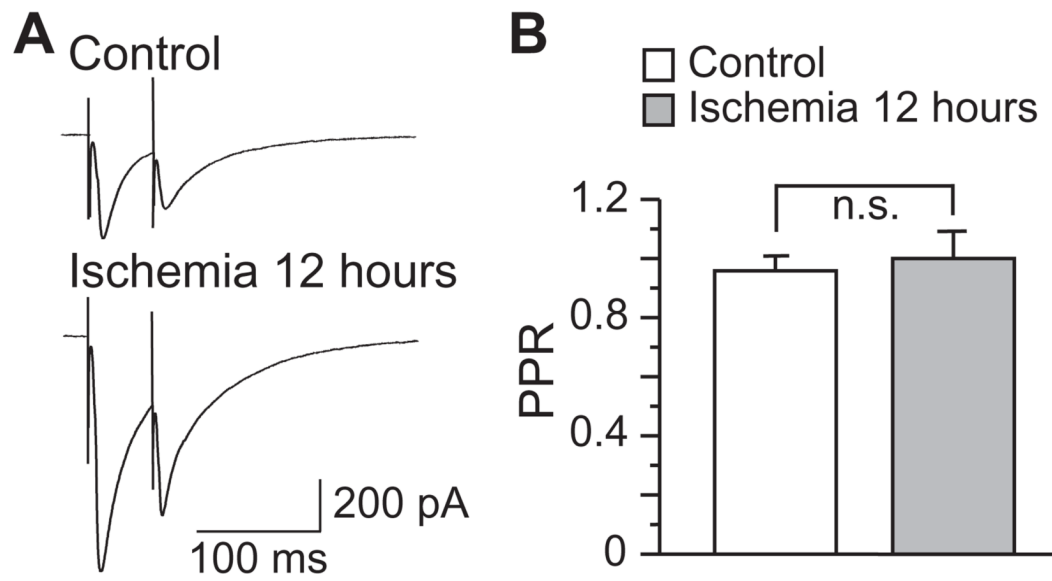 A
Control
Ischemia 12 hours
200 pA
100 ms
B
Control
Ischemia 12 hours
n.s.
1.2
0.8
0.4
0
PPR